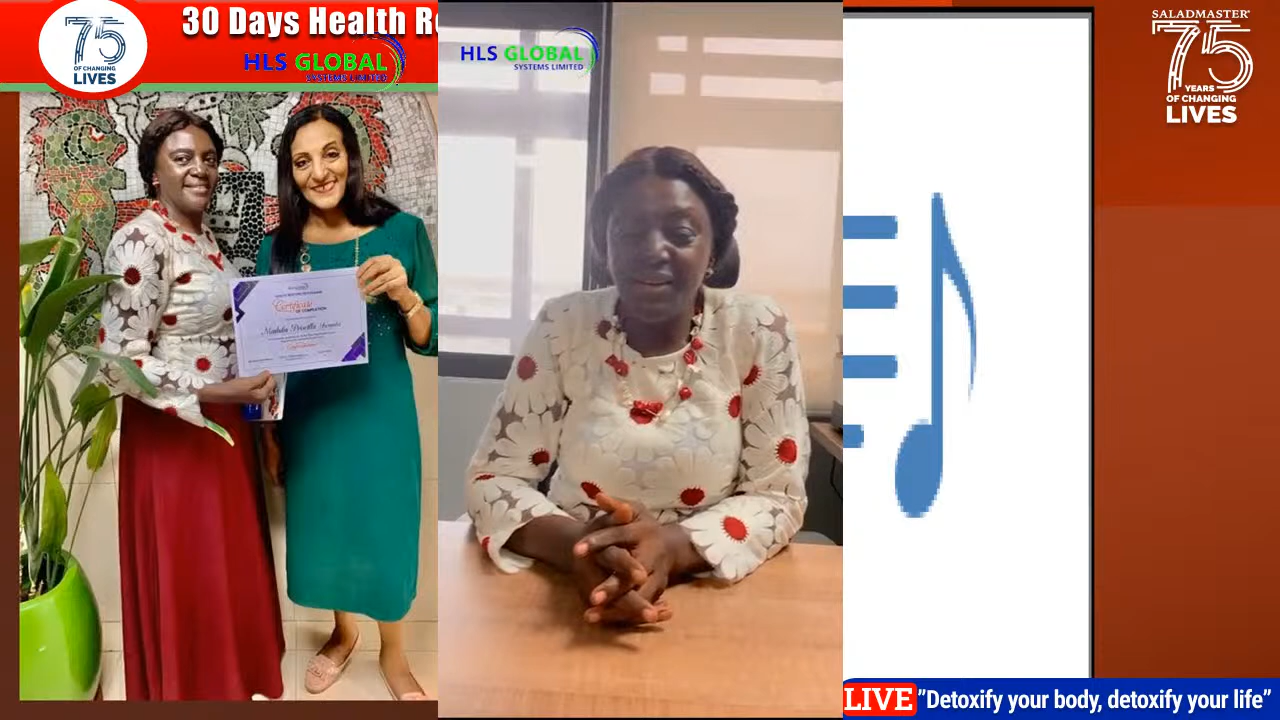 75
OF CHANGING
LIVES
30 Days Health Re
HLS GLOBAL
SYSTEMS LIMITED
Certificate
OF COMPLETION
HLS GLOBAL
SYSTEMS LIMITED
SALADMASTER
75
YEARS
OF CHANGING
LIVES
LIVE "Detoxify your body, detoxify your life"